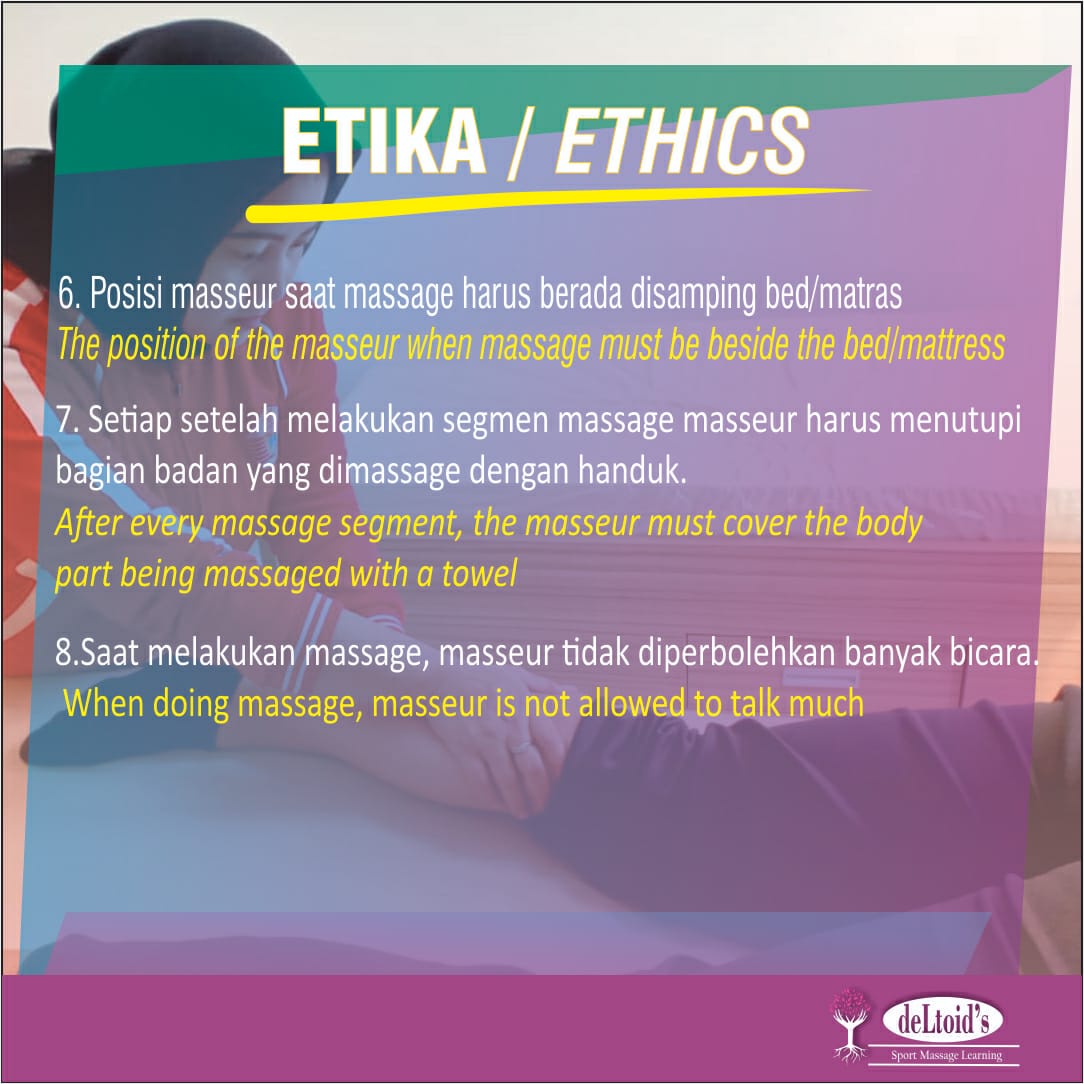 ETIKA / ETHICS
6. Posisi masseur saat massage harus berada disamping bed/matras
The position of the masseur when massage must be beside the bed/mattress
7. Setiap setelah melakukan segmen massage masseur harus menutupi
bagian badan yang dimassage dengan handuk.
After every massage segment, the masseur must cover the body
part being massaged with a towel
8.Saat melakukan massage, masseur tidak diperbolehkan banyak bicara.
When doing massage, masseur is not allowed to talk much
deLtoid's
Sport Massage Learning